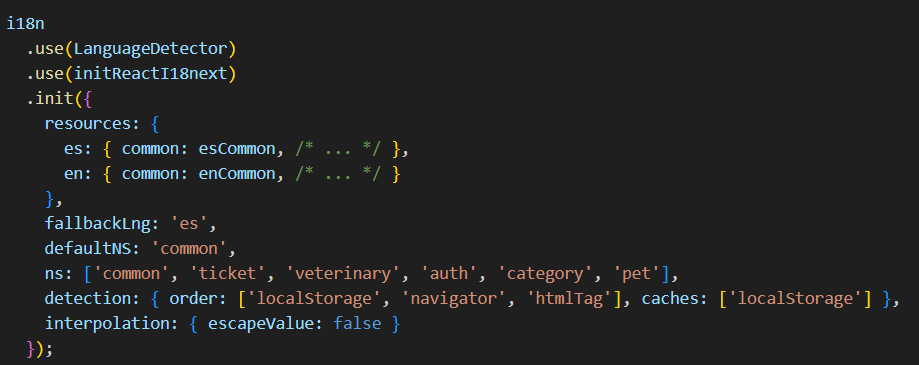 i18n
  .use(LanguageDetector)
  .use(initReactI18next)
  .init({
    resources: {
      es: { common: esCommon, /* ... */ },
      en: { common: enCommon, /* ... */ }
    },
    fallbackLng: 'es',
    defaultNS: 'common',
    ns: ['common', 'ticket', 'veterinary', 'auth', 'category', 'pet'],
    detection: { order: ['localStorage', 'navigator', 'htmlTag'], caches: ['localStorage'] },
    interpolation: { escapeValue: false }
  });